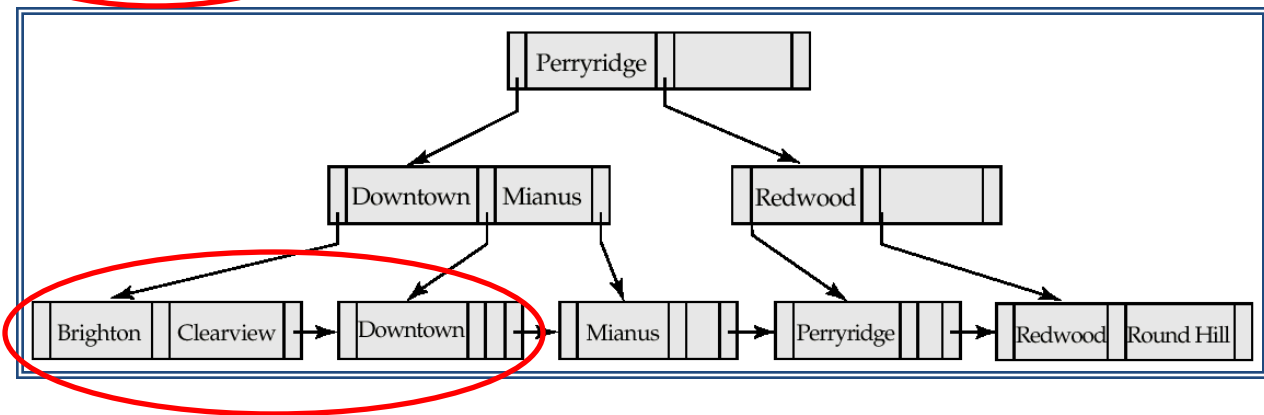 Perryridge
Downtown Mianus
Redwood
Brighton Clearview
Downtown
Mianus
Perryridge
Redwood Round Hill